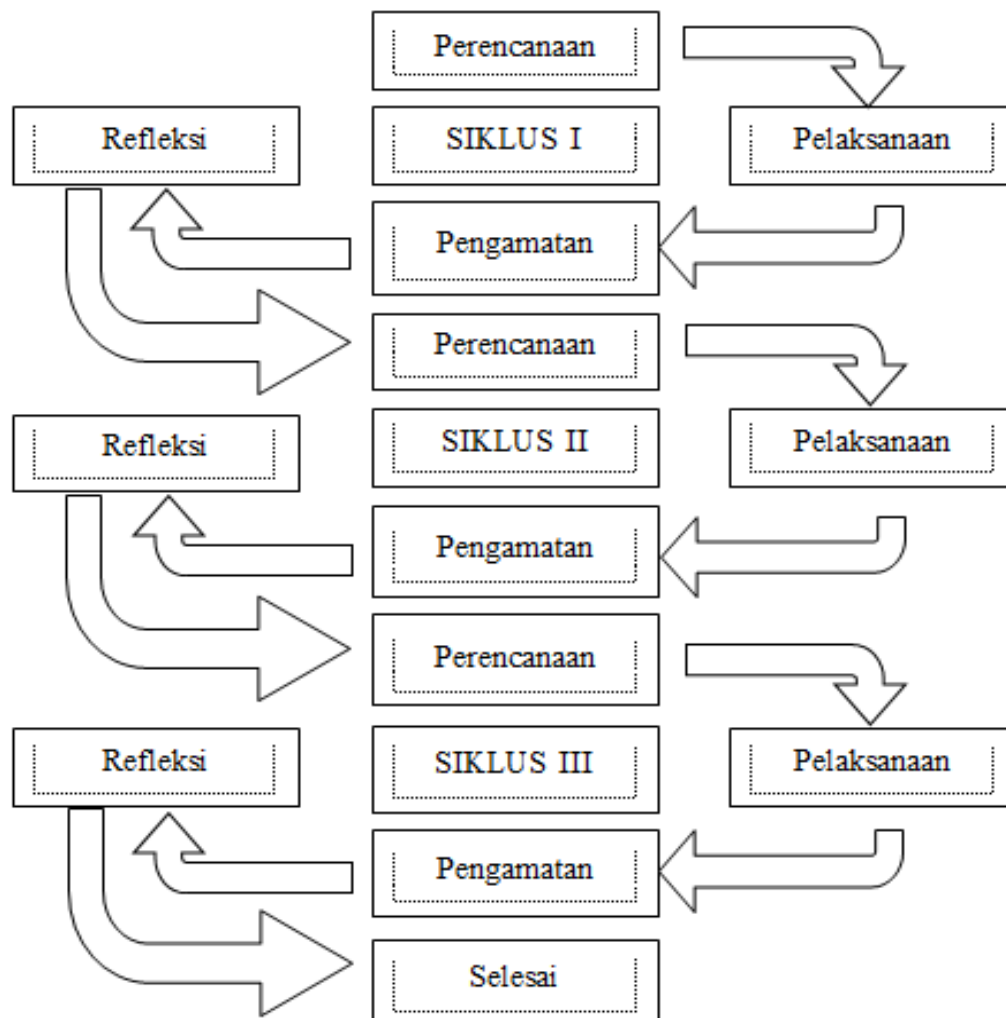 Perencanaan
Refleksi
SIKLUS I
Pelaksanaan
Pengamatan
Perencanaan
Refleksi
SIKLUS II
Pelaksanaan
Pengamatan
Perencanaan
Refleksi
SIKLUS III
Pelaksanaan
Pengamatan
Selesai